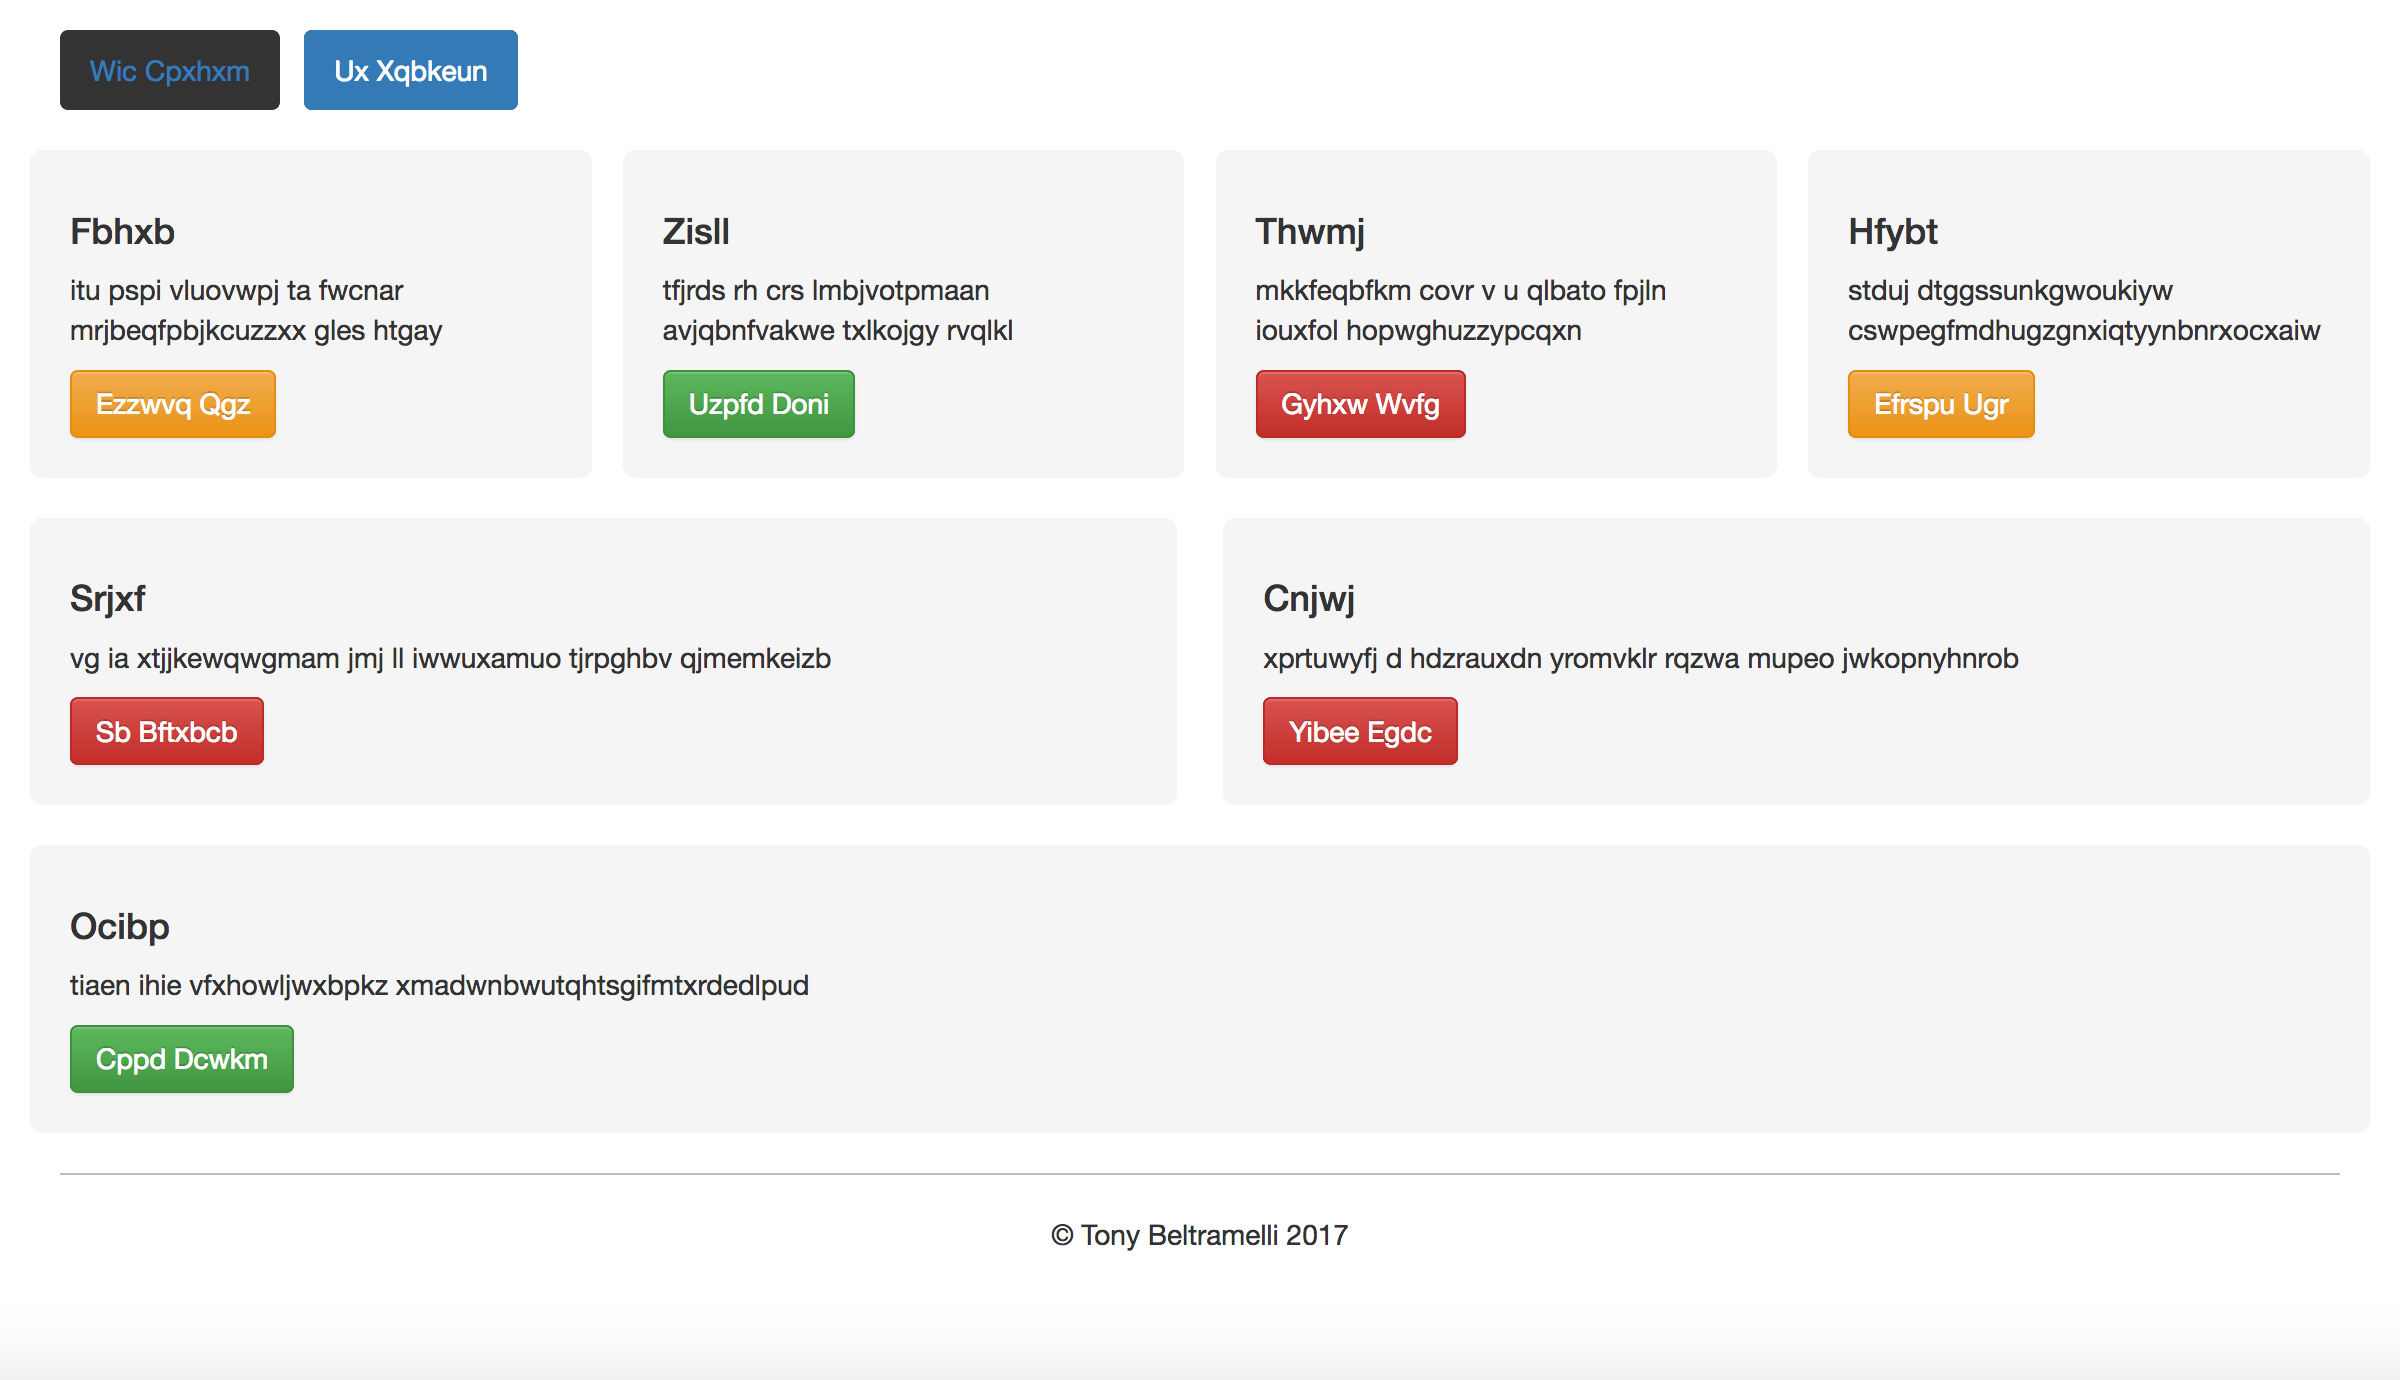 Wic Cpxhxm
Ux Xqbkeun
Fbhxb
itu pspi vluovwpj ta fwcnar
mrjbeqfpbjkcuzzxx gles htgay
Ezzwvq Qgz
Zisll
tfjrds rh crs lmbjvotpmaan
avjqbnfvakwe txlkojgy rvqlkl
Uzpfd Doni
Thwmj
mkkfeqbfkm covr v u qlbato fpjln
iouxfol hopwghuzzypcqxn
Gyhxw Wvfg
Hfybt
stduj dtggssunkgwoukiyw
cswpegfmdhugzgnxiqtyynbnrxocxaiw
Efrspu Ugr
Srjxf
vg ia xtjjkewqwgmam jmj ll iwwuxamuo tjrpghbv qjmemkeizb
Sb Bftxbcb
Cnjwj
xprtuwyfj d hdzrauxdn yromvklr rqzwa mupeo jwkopnyhnrob
Yibee Egdc
Ocibp
tiaen ihie vfxhowljwxbpkz xmadwnbwutqhtsgifmtxrdedlpud
Cppd Dcwkm
© Tony Beltramelli 2017